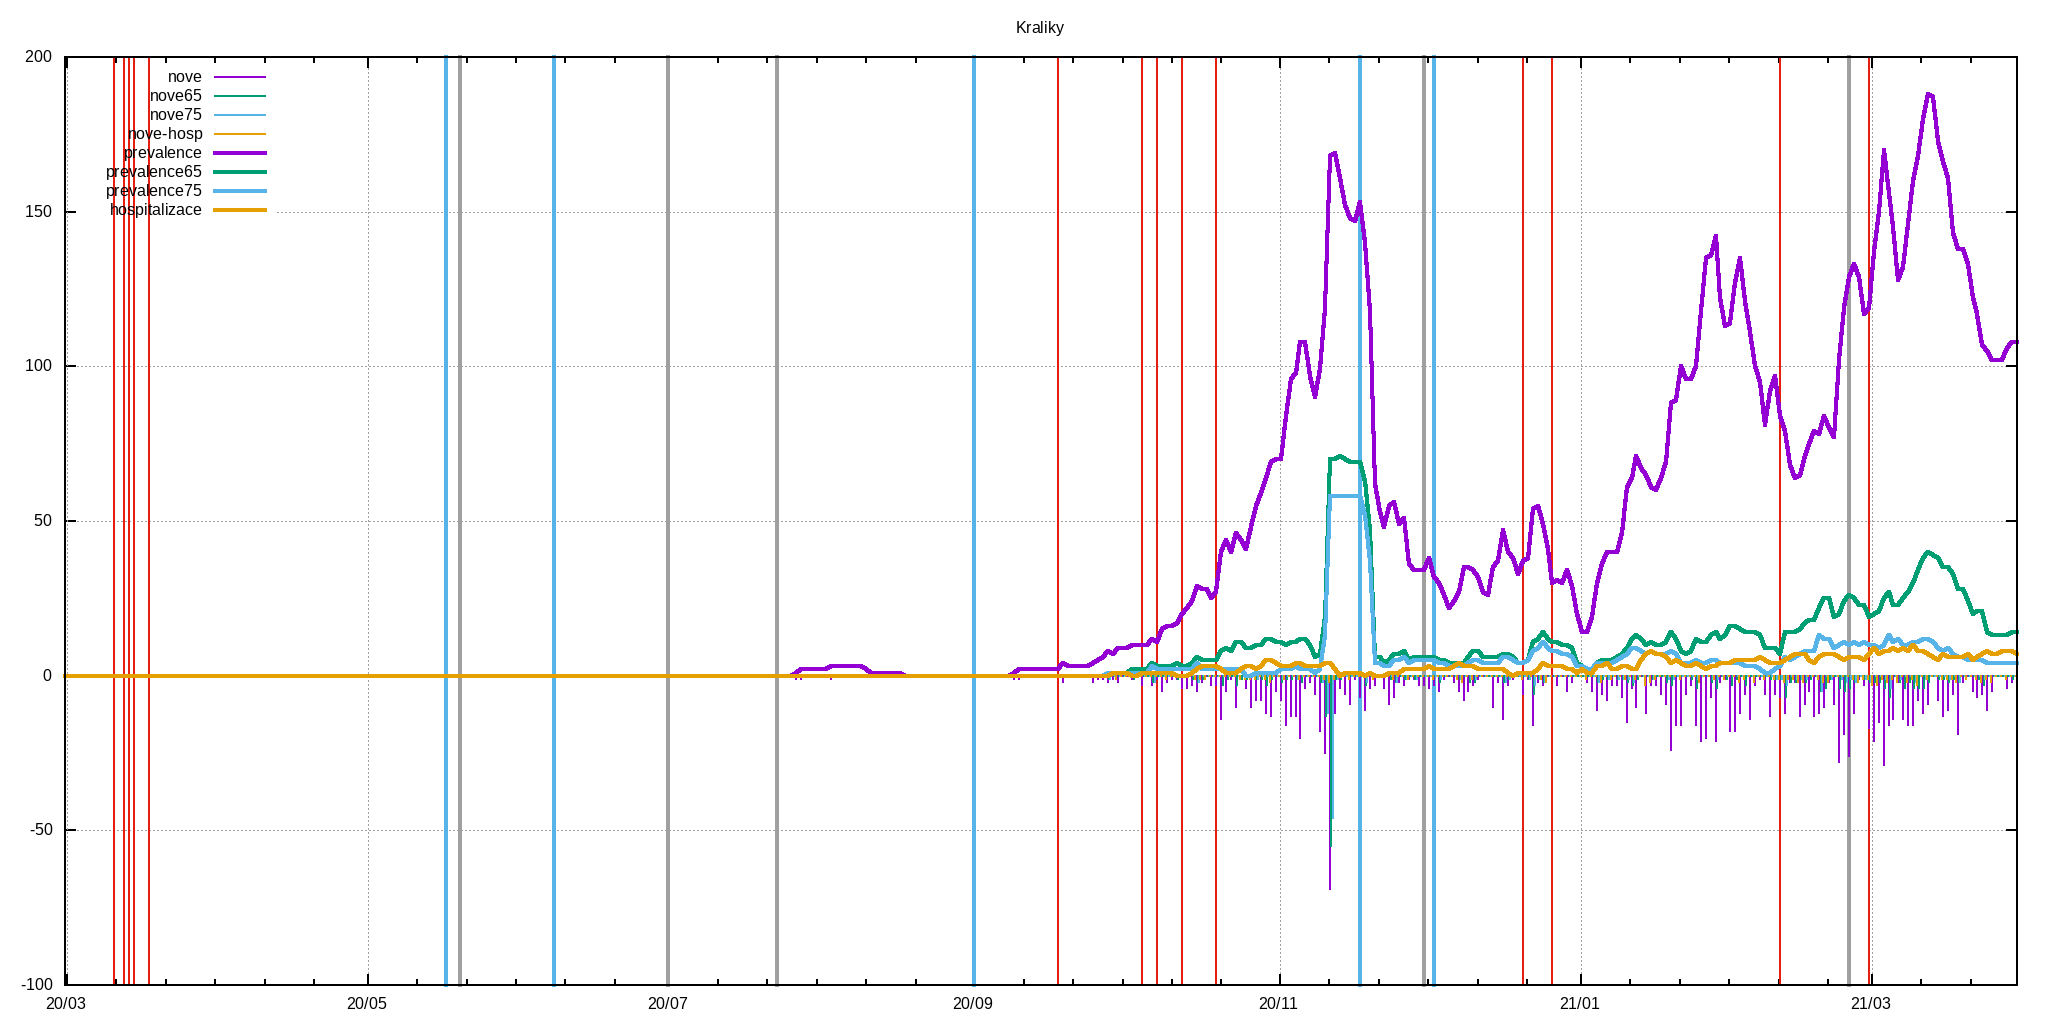 Kraliky
200
150
100
50
0
-50
-100
nove
nove65
nove75
nove-hosp
prevalence
prevalence65
prevalence75
hospitalizace
20/03 20/05 20/07 20/09 20/11 21/01 21/03